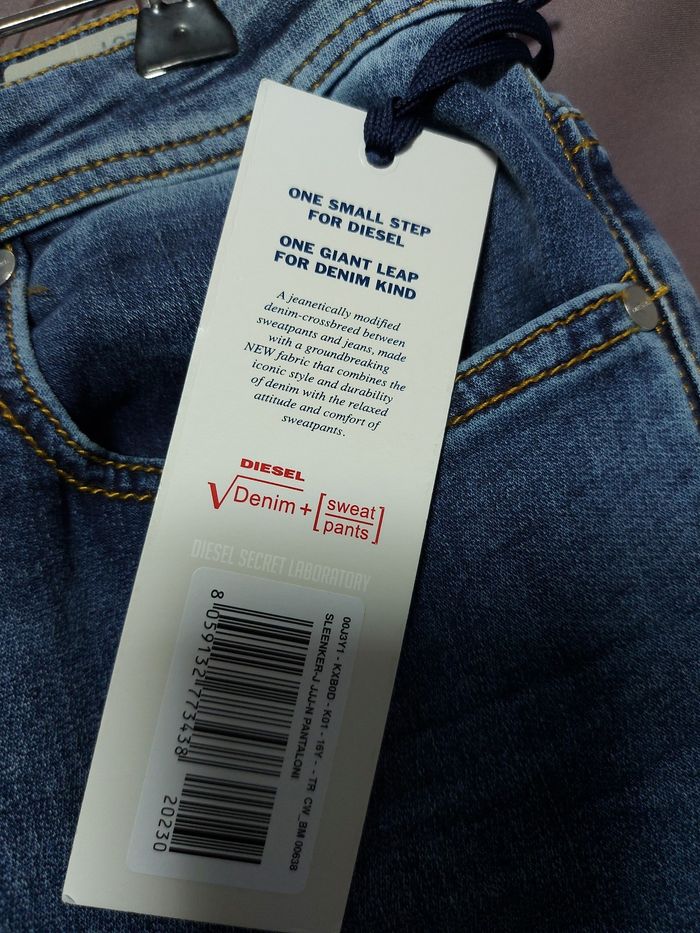 ONE SMALL STEP
FOR DIESEL
ONE GIANT LEAP
FOR DENIM KIND
A jeanetically modified
denim-crossbreed between
sweatpants and jeans, made
with a groundbreaking
NEW fabric that combines the
iconic style and durability
of denim with the relaxed
attitude and comfort of
sweatpants.
DIESEL
√Denim + [sweat
pants]
DIESEL SECRET LABORATORY
00J3Y1 - KXB0D - K01 - 16Y - - TR. CW_BM 00638
SLEENKER-J JJJ-N PANTALONI
8 059132 773438
20230